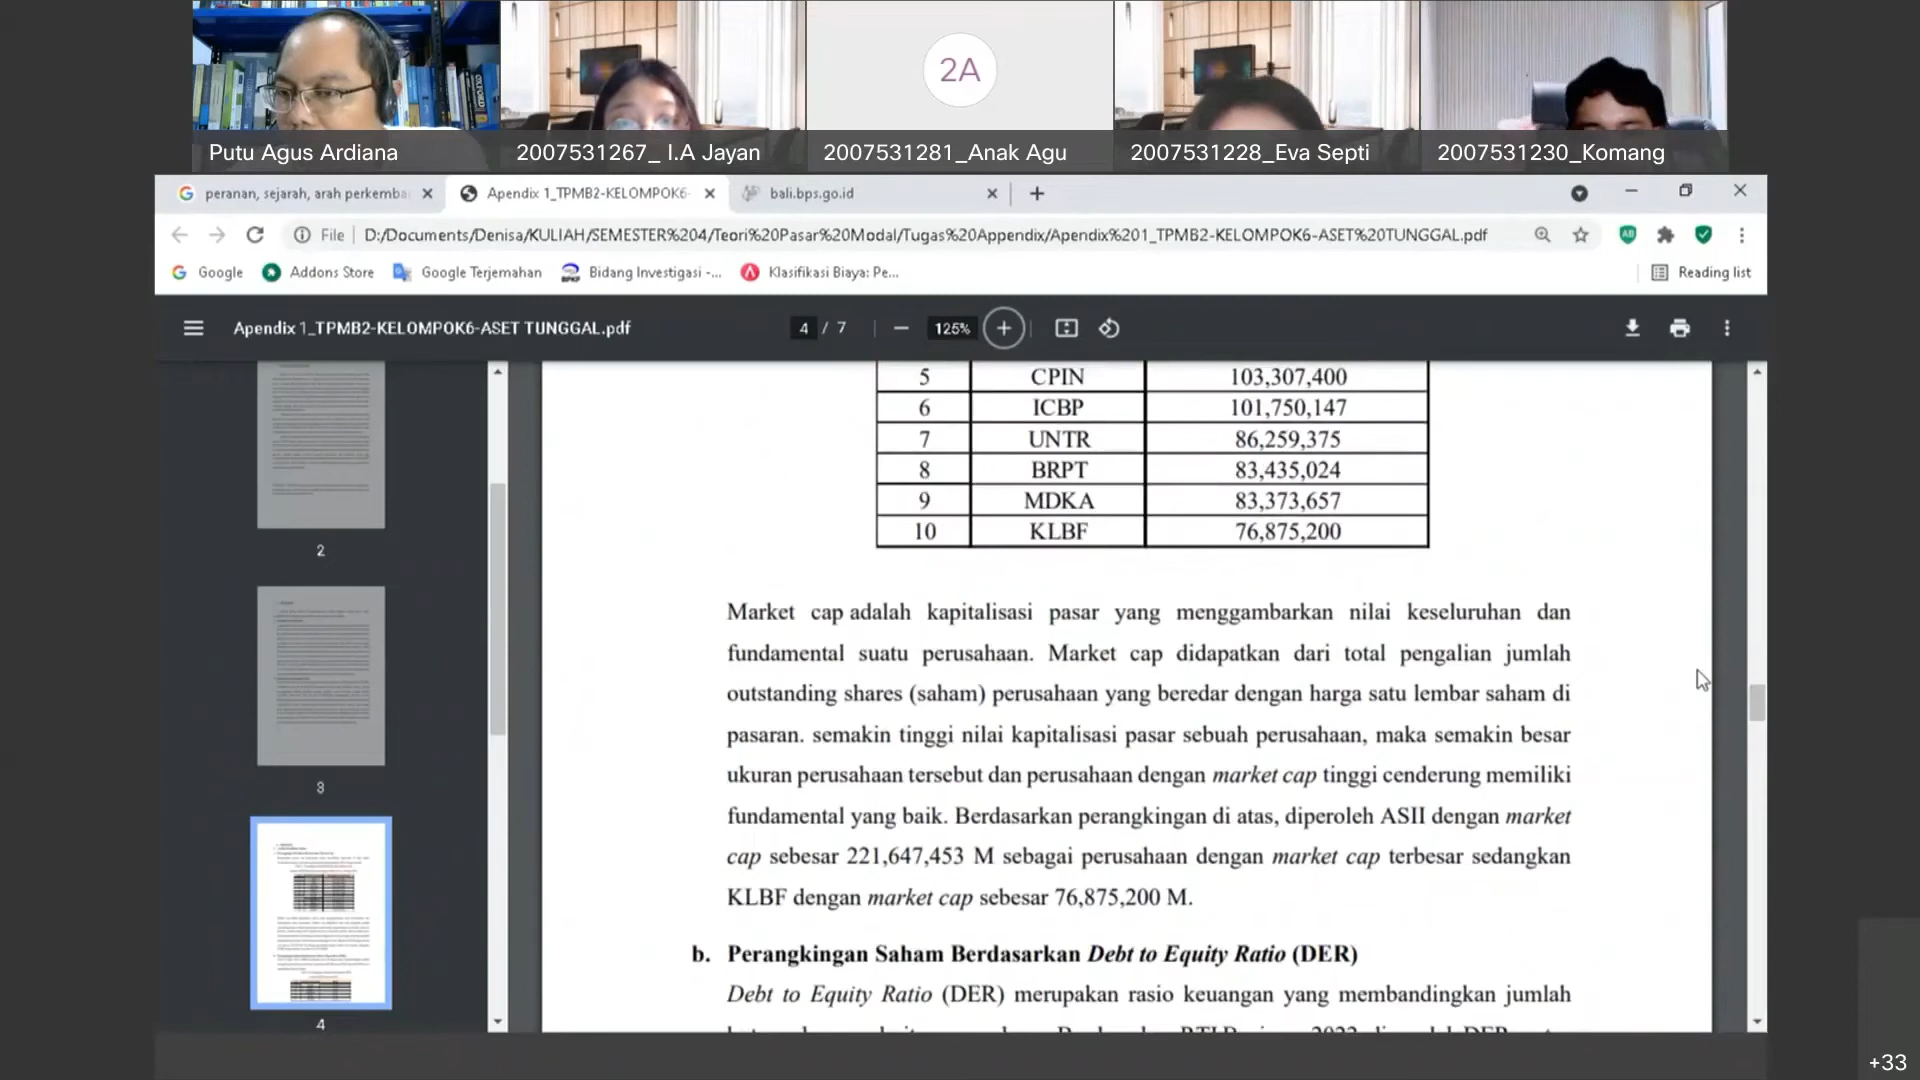 2A
Putu Agus Ardiana
2007531267_ I.A Jayan
2007531281_Anak Agu
2007531228_Eva Septi
2007531230_Komang
peranan, sejarah, arah perkemba
Apendix 1_TPMB2-KELOMPOK6-
bali.bps.go.id
File
D:/Documents/Denisa/KULIAH/SEMESTER%204/Teori%20Pasar%20Modal/Tugas%20Appendix/Apendix%201_TPMB2-KELOMPOK6-ASET%20TUNGGAL.pdf
Google
Addons Store
Google Terjemahan
Bidang Investigasi -...
Klasifikasi Biaya: Pe...
Reading list
Apendix 1_TPMB2-KELOMPOK6-ASET TUNGGAL.pdf
4 / 7
125%
2
3
4
5 CPIN 103,307,400
6 ICBP 101,750,147
7 UNTR 86,259,375
8 BRPT 83,435,024
9 MDKA 83,373,657
10 KLBF 76,875,200
Market cap adalah kapitalisasi pasar yang menggambarkan nilai keseluruhan dan
fundamental suatu perusahaan. Market cap didapatkan dari total pengalian jumlah
outstanding shares (saham) perusahaan yang beredar dengan harga satu lembar saham di
pasaran. semakin tinggi nilai kapitalisasi pasar sebuah perusahaan, maka semakin besar
ukuran perusahaan tersebut dan perusahaan dengan market cap tinggi cenderung memiliki
fundamental yang baik. Berdasarkan perangkingan di atas, diperoleh ASII dengan market
cap sebesar 221,647,453 M sebagai perusahaan dengan market cap terbesar sedangkan
KLBF dengan market cap sebesar 76,875,200 M.
b. Perangkingan Saham Berdasarkan Debt to Equity Ratio (DER)
Debt to Equity Ratio (DER) merupakan rasio keuangan yang membandingkan jumlah
+33